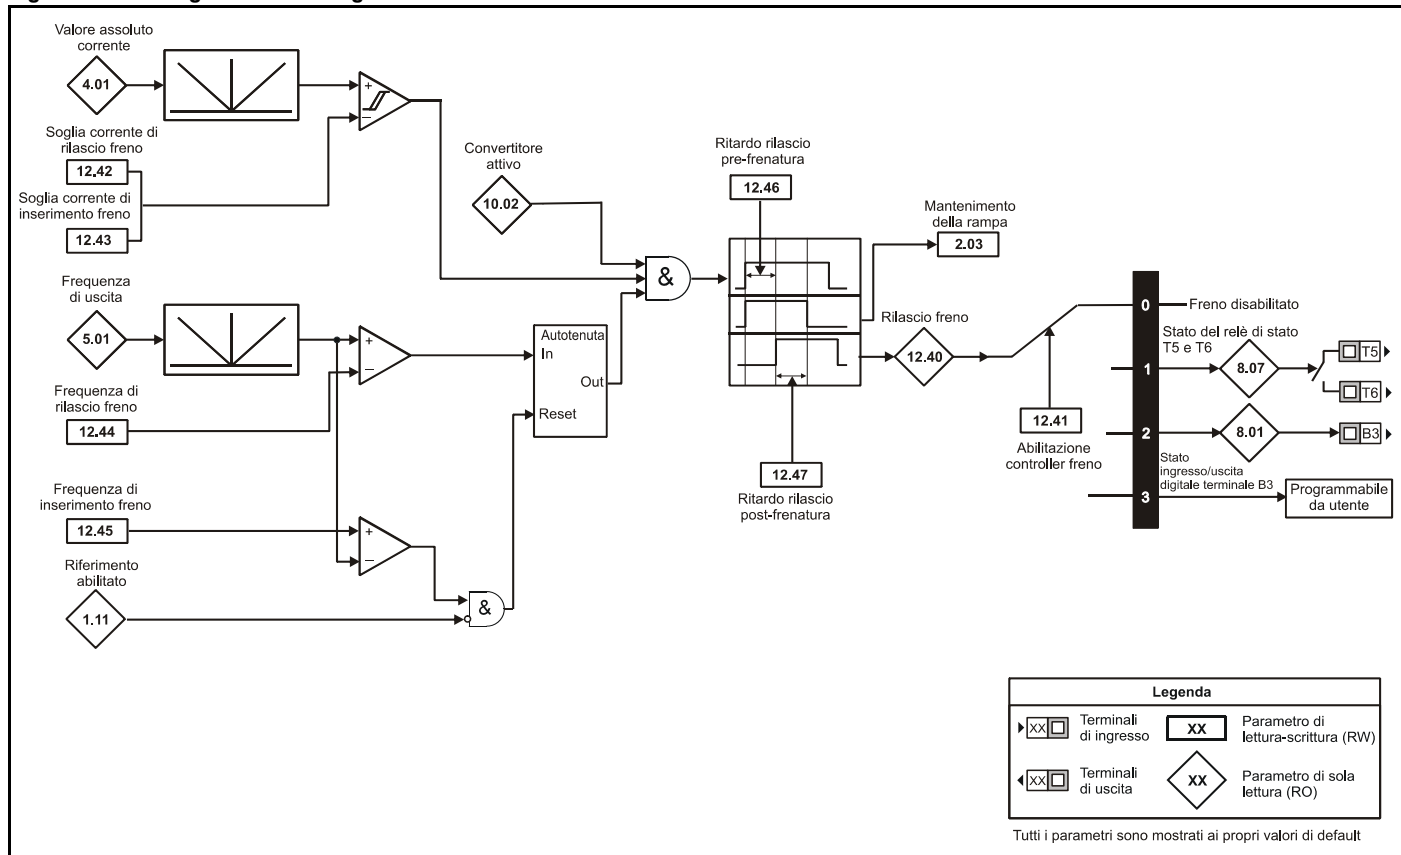 Valore assoluto
corrente
4.01
+
–
Soglia corrente di
rilascio freno
12.42
Soglia corrente di
inserimento freno
12.43
Convertitore
attivo
10.02
&
Ritardo rilascio
pre-frenatura
12.46
Mantenimento
della rampa
2.03
Frequenza
di uscita
5.01
+
–
Frequenza di
rilascio freno
12.44
Autotenuta
In
Out
Reset
Frequenza di
inserimento freno
12.45
+
–
Riferimento
abilitato
1.11
&
12.47
Ritardo rilascio
post-frenatura
Rilascio freno
12.40
12.41
Abilitazione
controller freno
0
Freno disabilitato
Stato del relè di stato
T5 e T6
1
8.07
T5
T6
2
8.01
B3
Stato
ingresso/uscita
digitale terminale B3
3
Programmabile
da utente
Legenda
XX
Terminali
di ingresso
XX
Parametro di
lettura-scrittura (RW)
XX
Terminali
di uscita
XX
Parametro di sola
lettura (RO)
Tutti i parametri sono mostrati ai propri valori di default